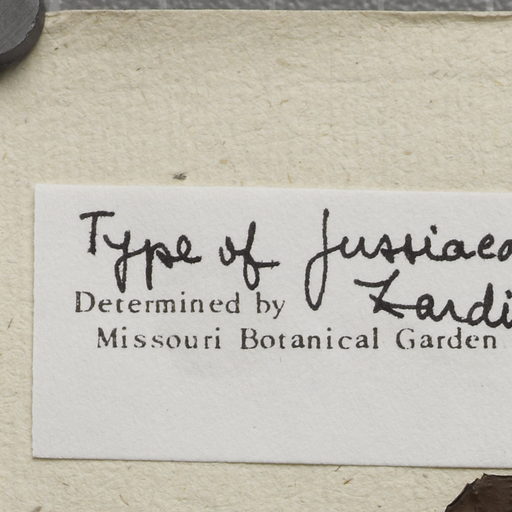 Type of Jussiaea
Determined by
Missouri Botanical Garden